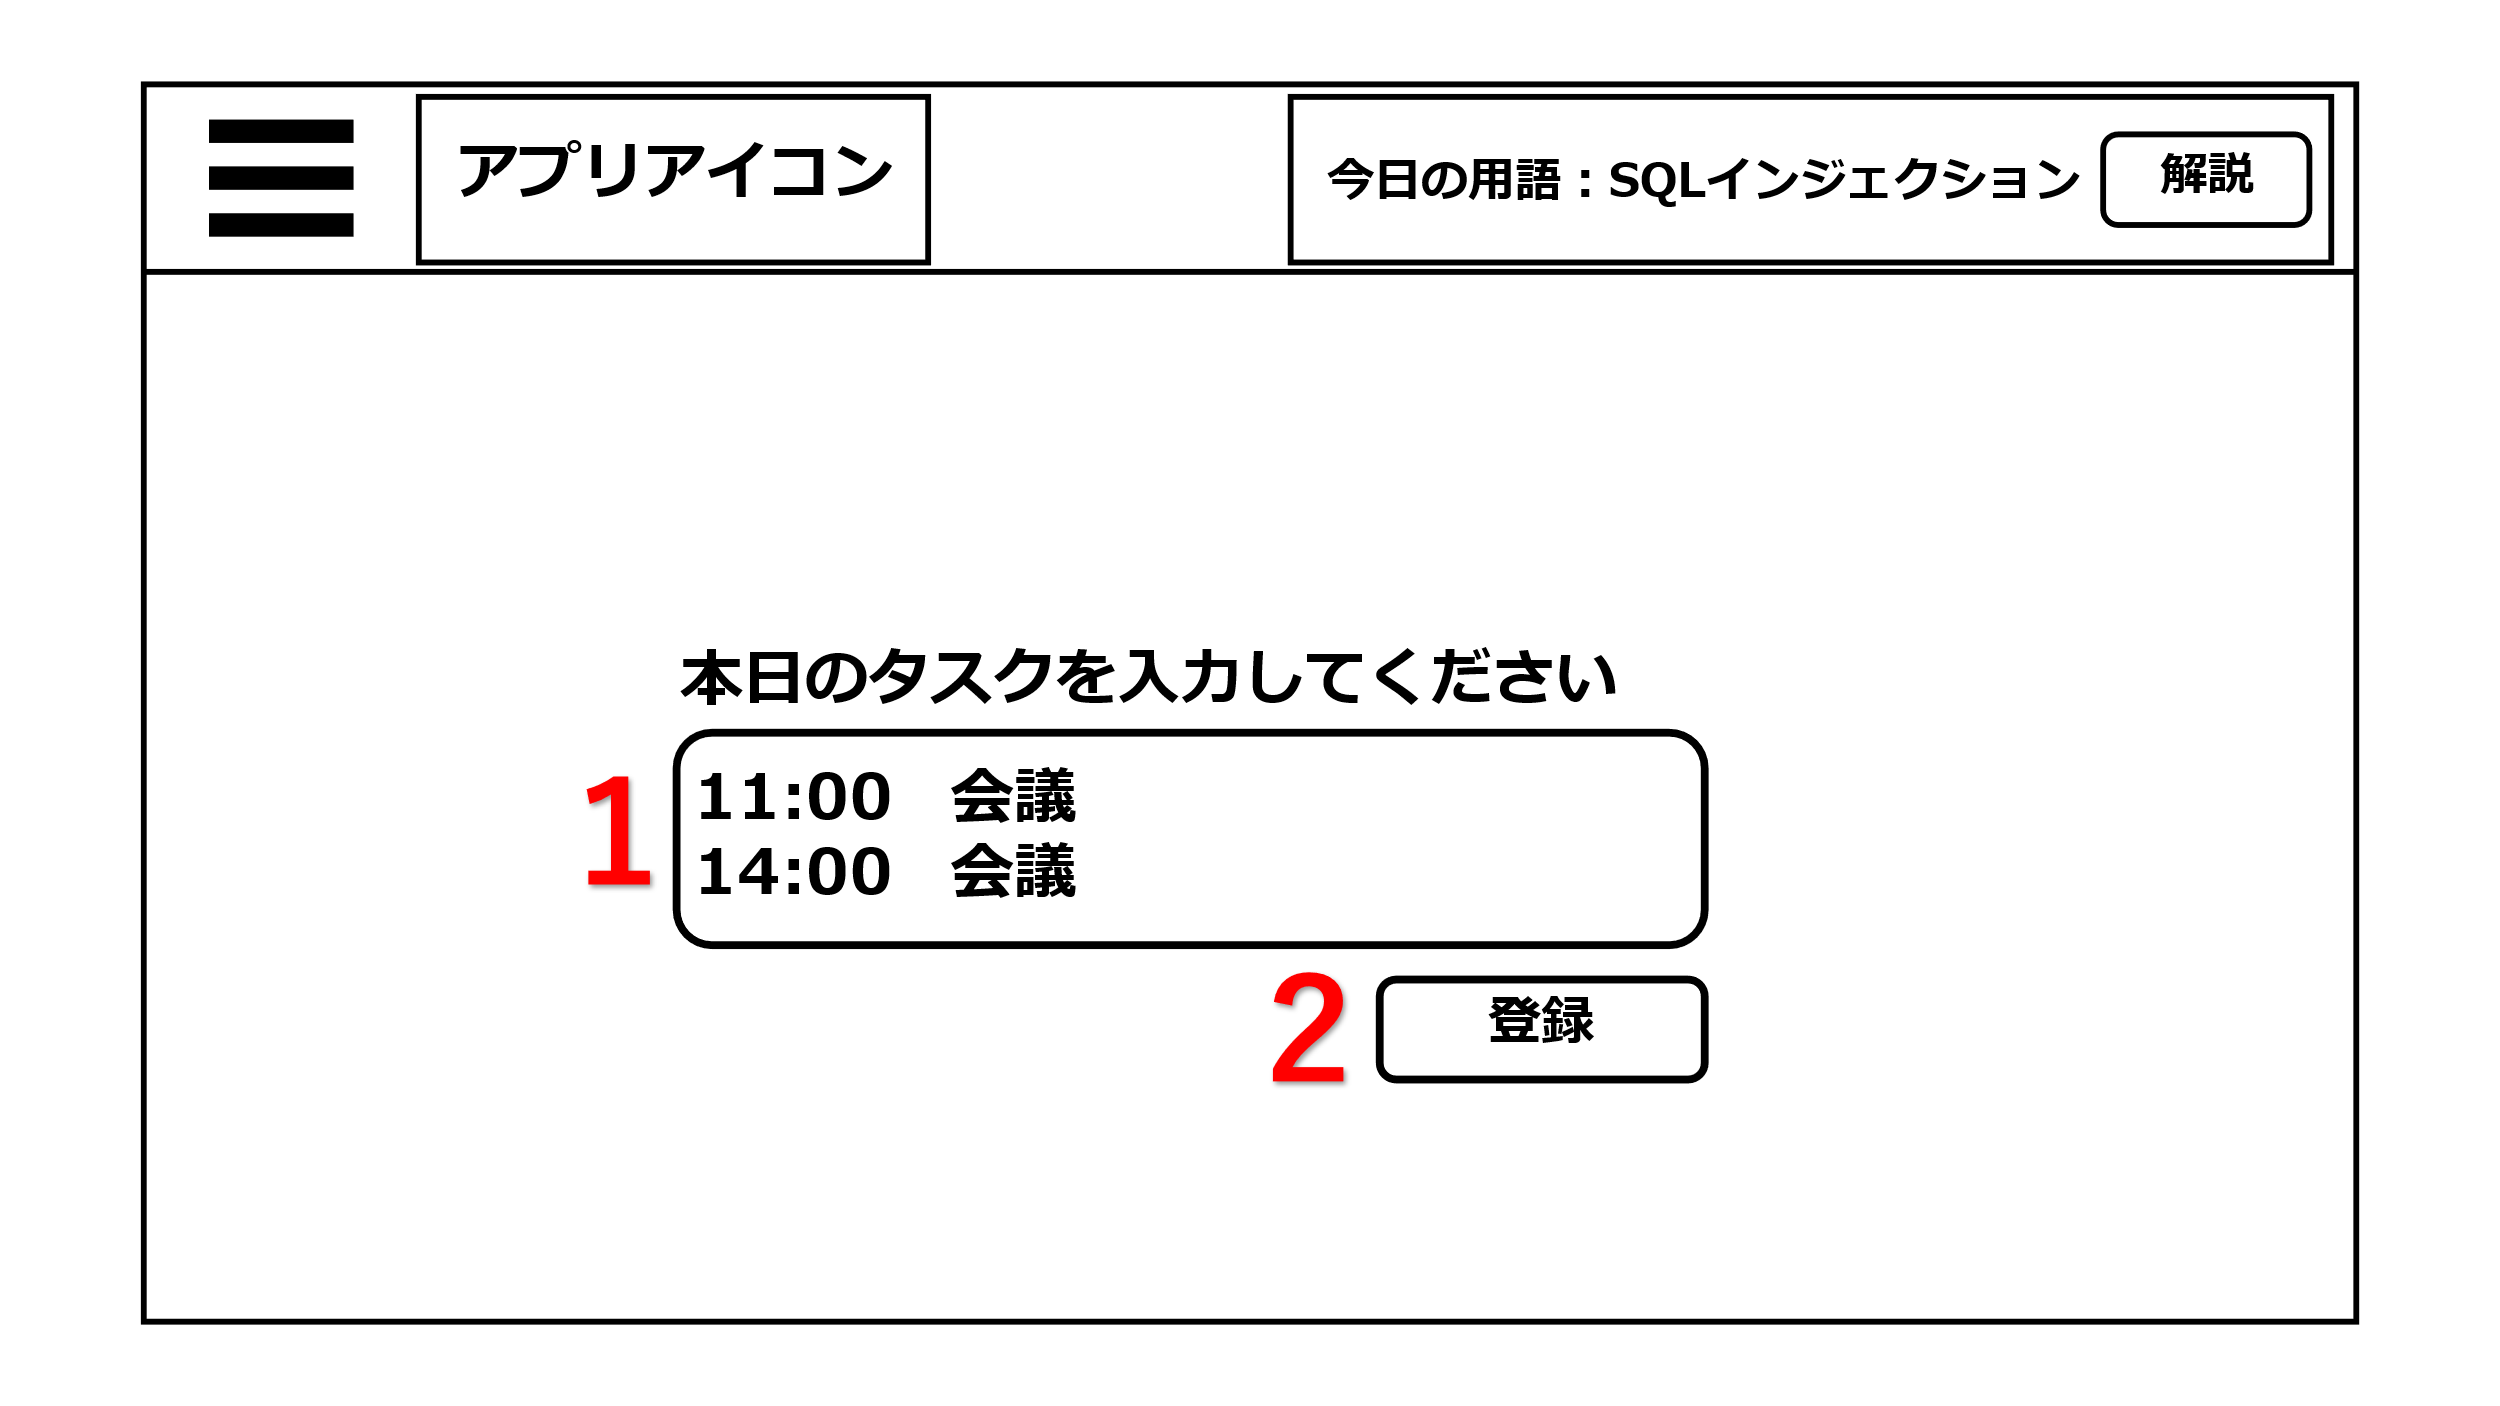 アプリアイコン
今日の用語：SQLインジェクション
解説
本日のタスクを入力してください
1
11:00　会議
14:00　会議
2
登録